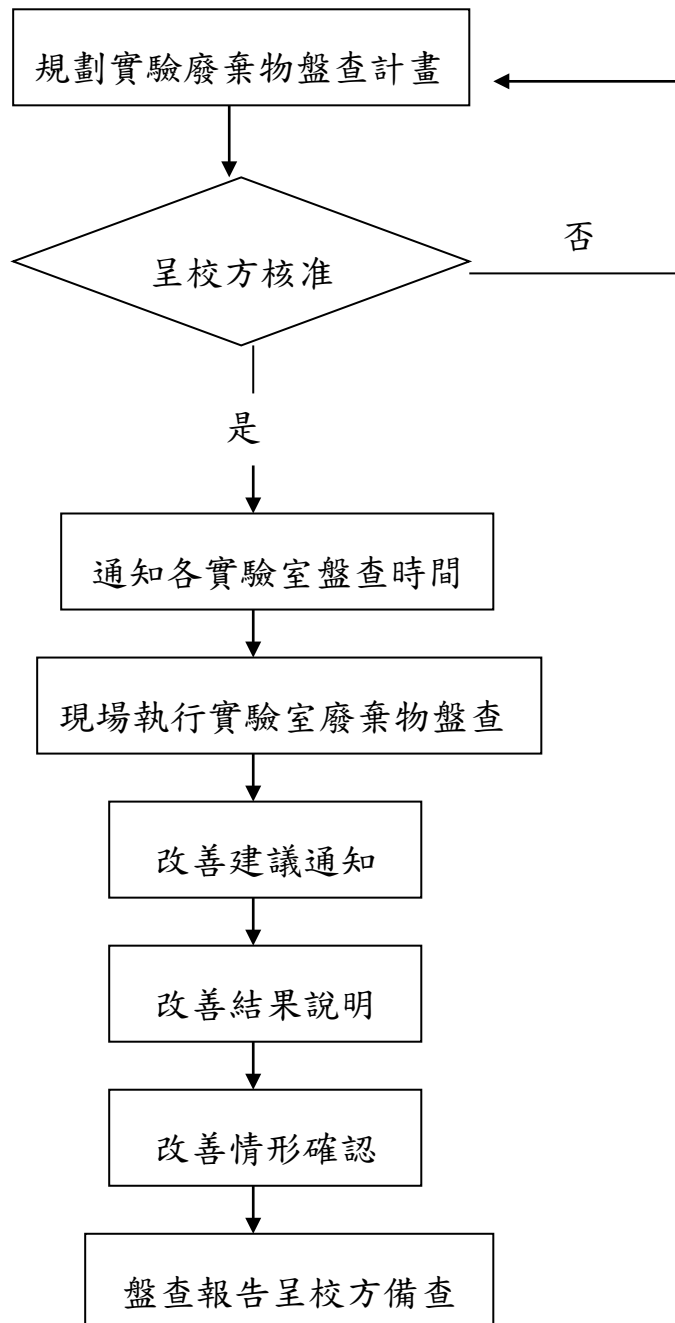 規劃實驗廢棄物盤查計畫
呈校方核准
否
是
通知各實驗室盤查時間
現場執行實驗室廢棄物盤查
改善建議通知
改善結果說明
改善情形確認
盤查報告呈校方備查